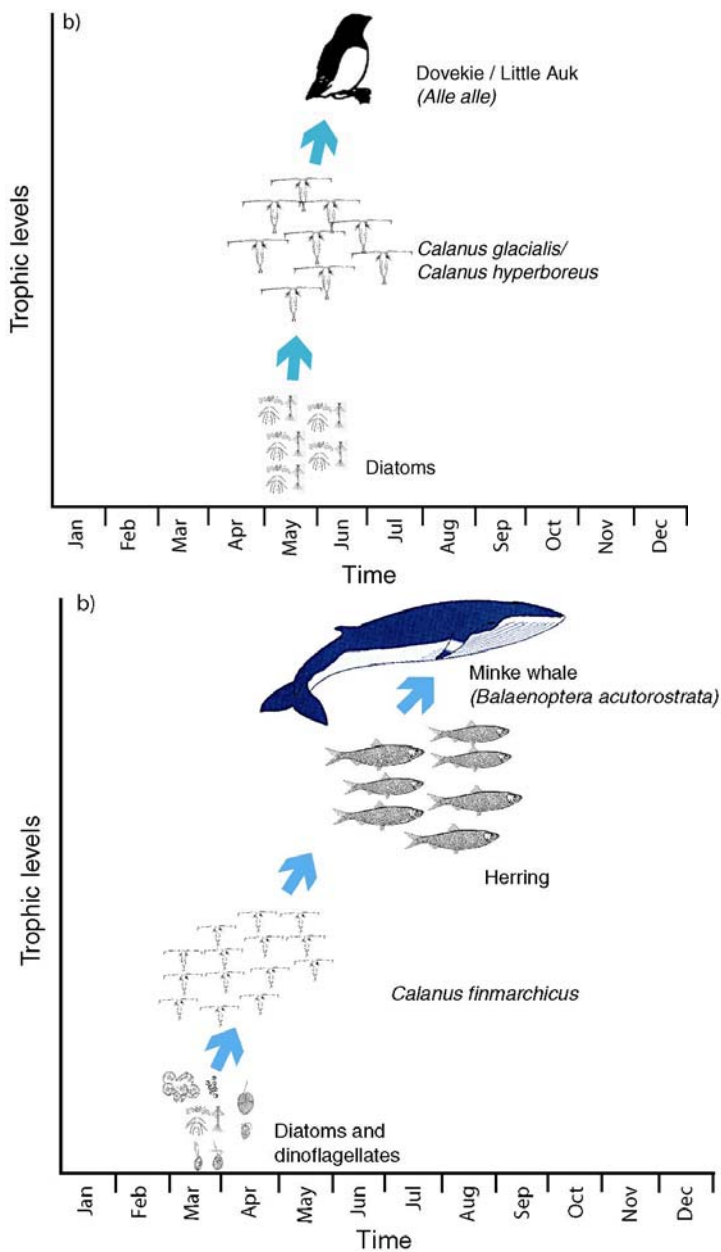 b)
Dovekie / Little Auk
(Alle alle)
Calanus glacialis/
Calanus hyperboreus
Diatoms
Trophic levels
Jan
Feb
Mar
Apr
May
Jun
Jul
Aug
Sep
Oct
Nov
Dec
Time
b)
Minke whale
(Balaenoptera acutorostrata)
Herring
Calanus finmarchicus
Diatoms and
dinoflagellates
Trophic levels
Jan
Feb
Mar
Apr
May
Jun
Jul
Aug
Sep
Oct
Nov
Dec
Time